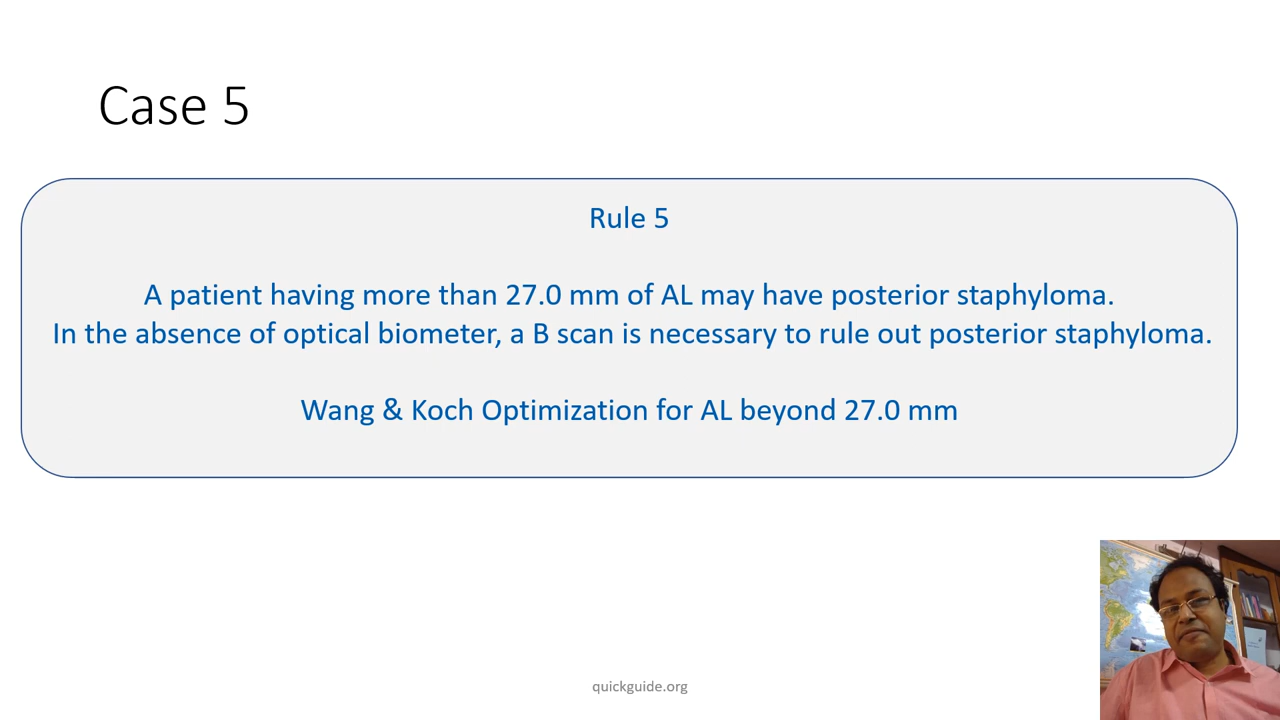 Case 5
Rule 5
A patient having more than 27.0 mm of AL may have posterior staphyloma.
In the absence of optical biometer, a B scan is necessary to rule out posterior staphyloma.
Wang & Koch Optimization for AL beyond 27.0 mm
quickguide.org